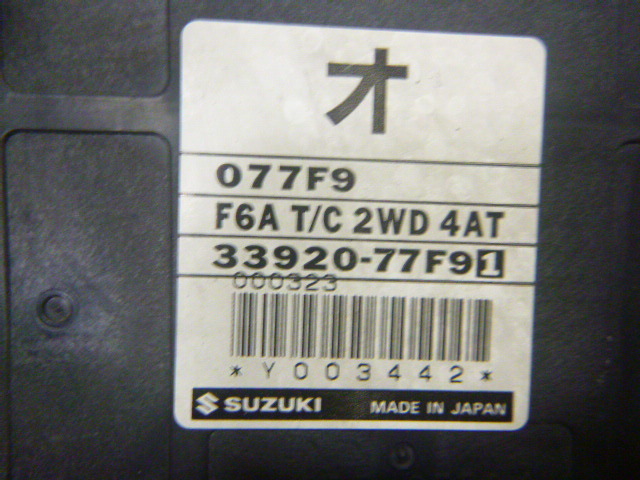 オ
077F9
F6A T/C 2WD 4AT
33920-77F91
000323
*Y003442*
SUZUKI MADE IN JAPAN